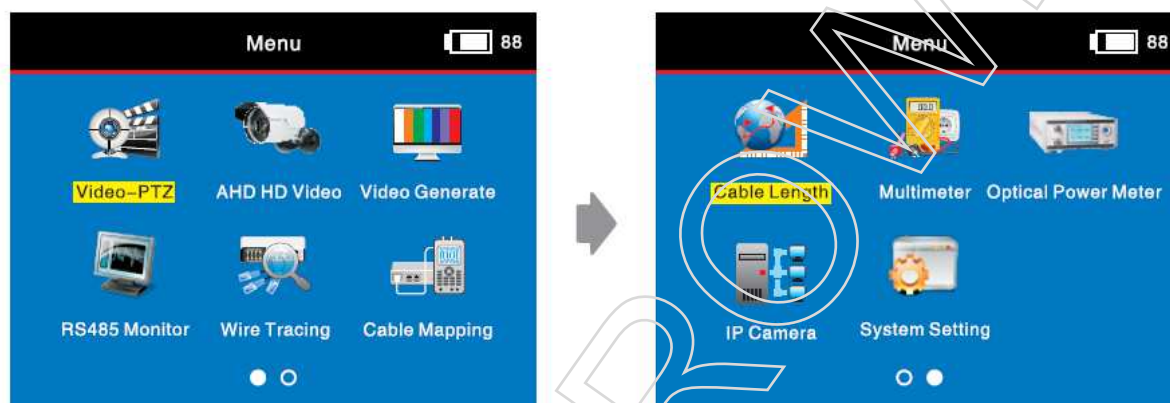 Menu 88
Video-PTZ AHD HD Video Video Generate
RS485 Monitor Wire Tracing Cable Mapping
Menu 88
Cable Length Multimeter Optical Power Meter
IP Camera System Setting